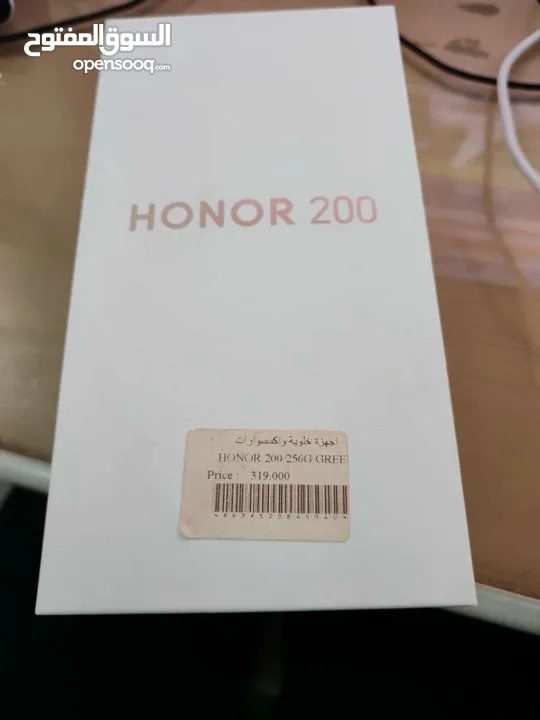 السوق المفتوح
opensooq.com
HONOR 200
اجهزة خلوية واكسسوارات
HONOR 200 256G GREE
Price : 319.000